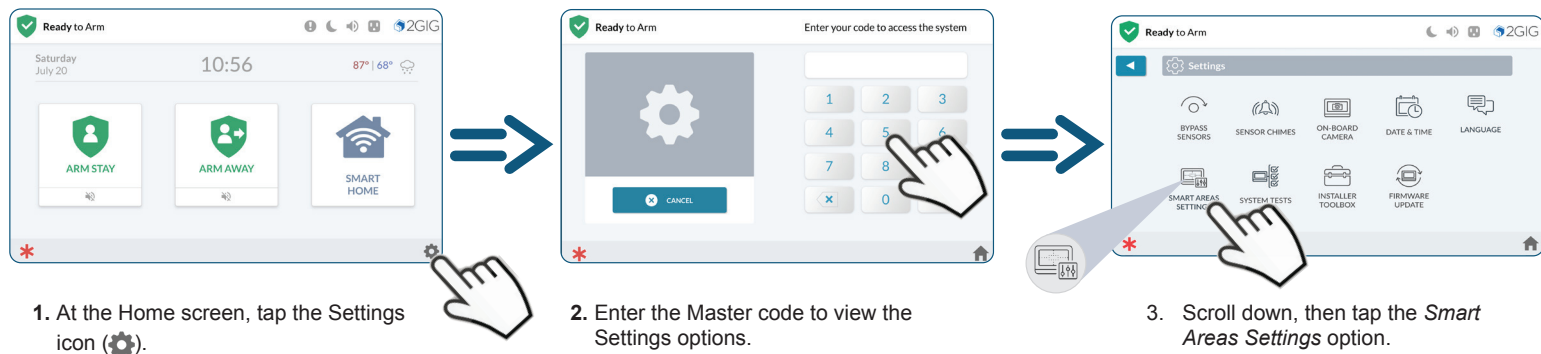 Ready to Arm
2GIG
Saturday
July 20
10:56
87° | 68°
ARM STAY
ARM AWAY
SMART
HOME
1. At the Home screen, tap the Settings
icon ( ).
Ready to Arm
Enter your code to access the system
1 2 3
4 5 6
7 8
0
CANCEL
2. Enter the Master code to view the
Settings options.
Ready to Arm
2GIG
Settings
BYPASS
SENSORS
SENSOR CHIMES
ON-BOARD
CAMERA
DATE & TIME
LANGUAGE
SMART AREAS
SETTING
SYSTEM TESTS
INSTALLER
TOOLBOX
FIRMWARE
UPDATE
3. Scroll down, then tap the Smart
Areas Settings option.